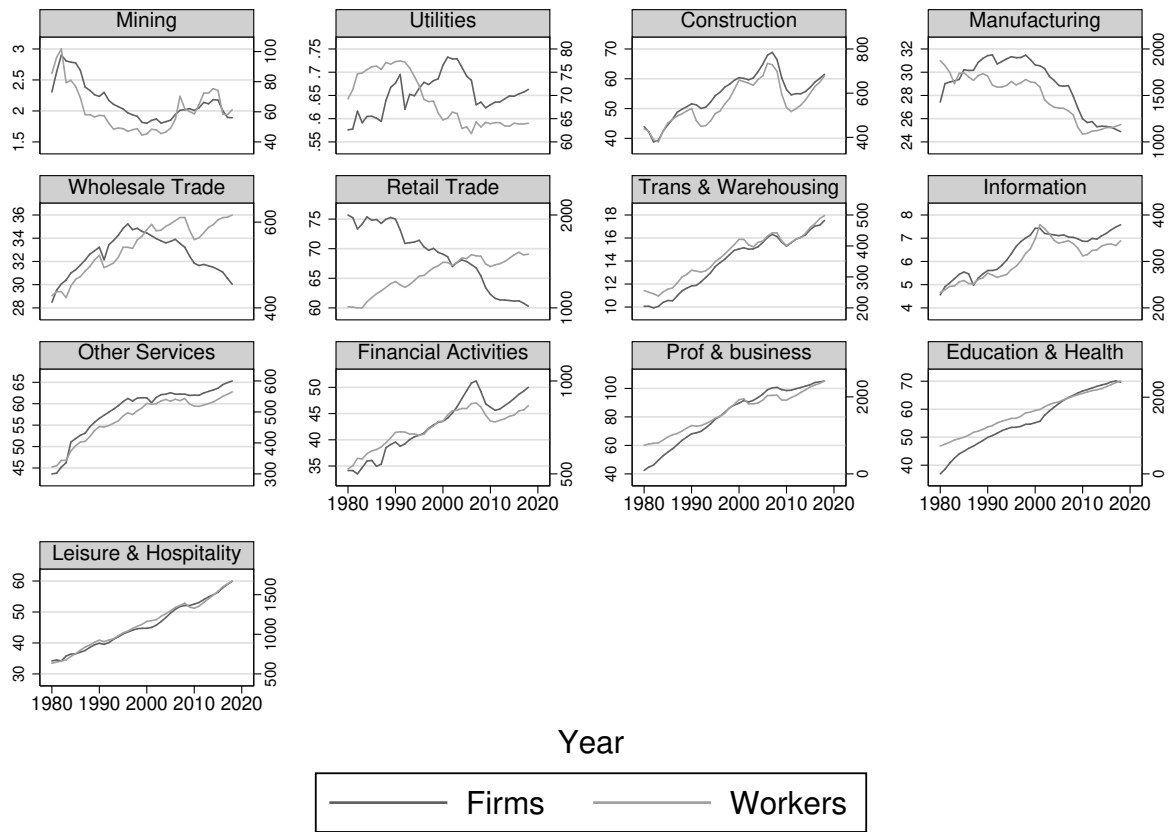 Mining
Utilities
Construction
Manufacturing
1.5 2 2.5 3
40 60 80 100
.55 .6 .65 .7 .75
60 65 70 75 80
40 50 60 70
400 600 800
24 26 28 30 32
1000 1500 2000
Wholesale Trade
Retail Trade
Trans & Warehousing
Information
28 30 32 34 36
400 600
60 65 70 75
1000 2000
10 12 14 16 18
200 300 400 500
4 5 6 7 8
200 300 400
Other Services
Financial Activities
Prof & business
Education & Health
45 50 55 60 65
300 400 500 600
35 40 45 50
500 1000
40 60 80 100
0 2000
40 50 60 70
0 2000
1980 1990 2000 2010 2020
1980 1990 2000 2010 2020
1980 1990 2000 2010 2020
Leisure & Hospitality
30 40 50 60
500 1000 1500
1980 1990 2000 2010 2020
Year
Firms
Workers